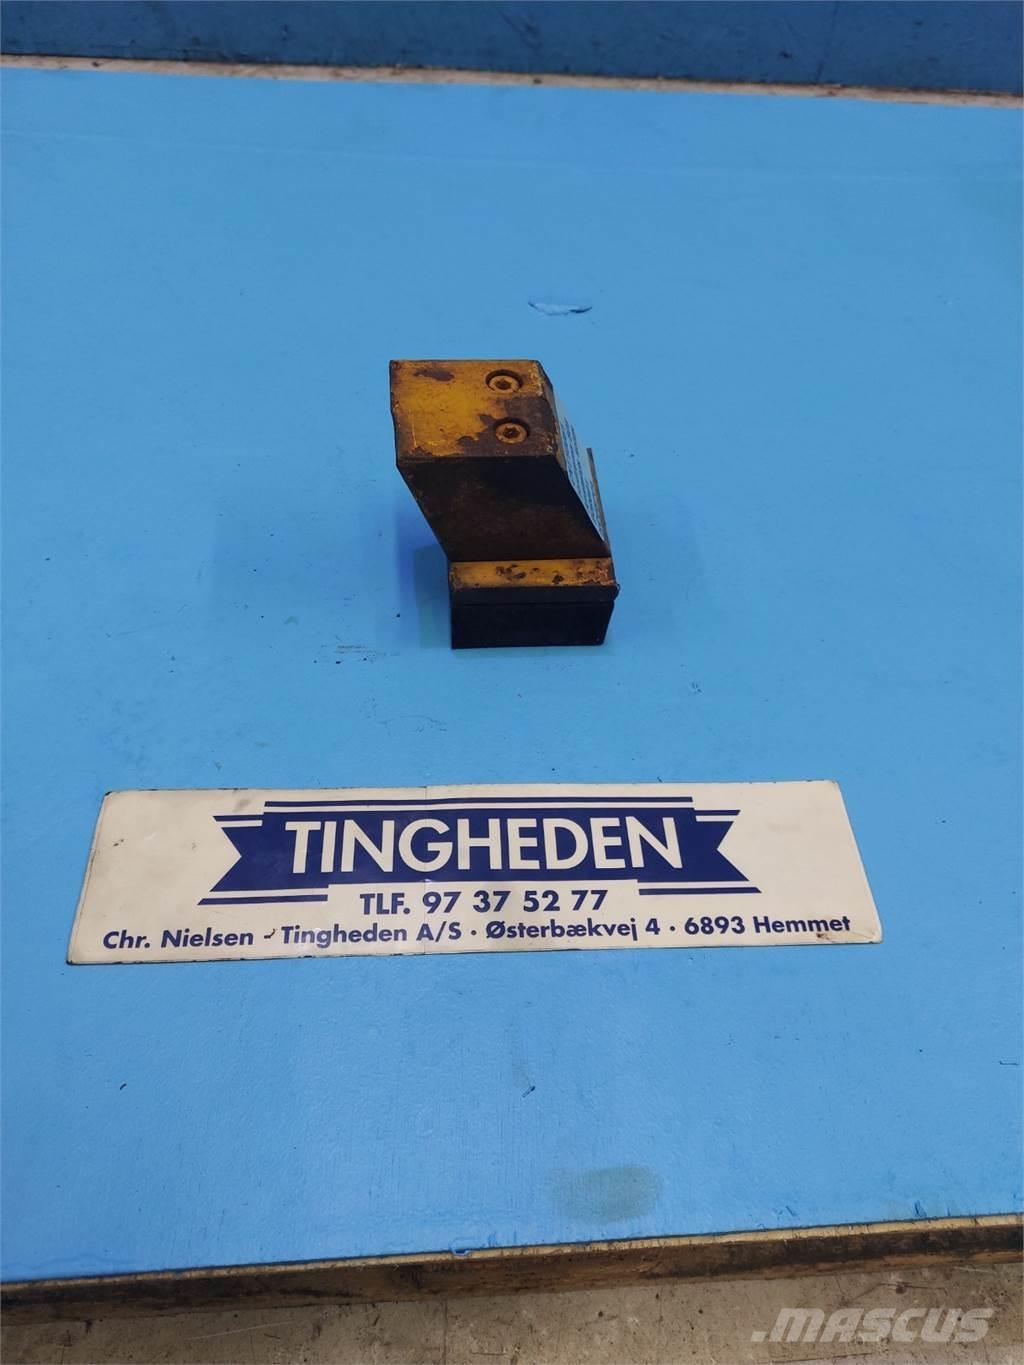 TINGHEDEN
TLF. 97 37 52 77
Chr. Nielsen - Tingheden A/S · Østerbækvej 4 · 6893 Hemmet
MASCUS